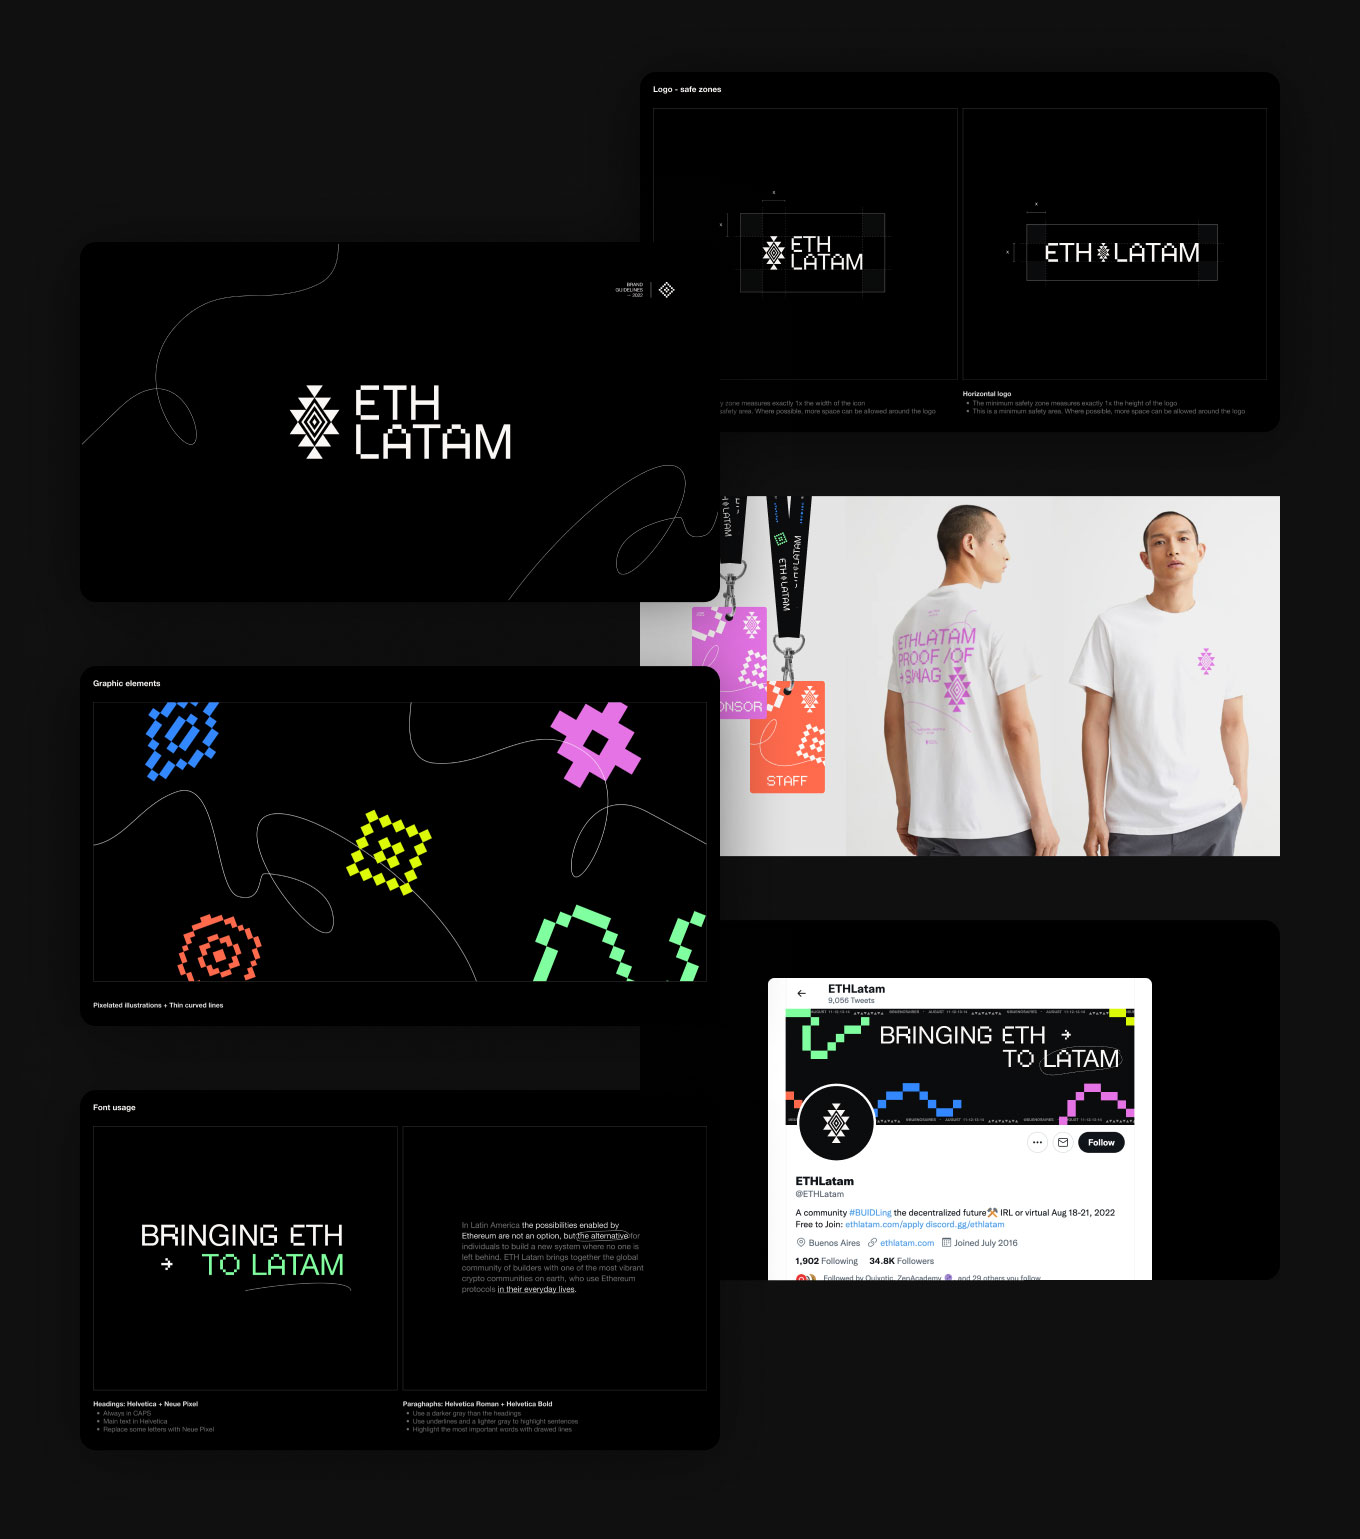 Logo - safe zones
x
x
ETH
LATAM
x
x
ETH LATAM
y zone measures exactly 1x the width of the icon
safety area. Where possible, more space can be allowed around the logo
Horizontal logo
The minimum safety zone measures exactly 1x the height of the logo
This is a minimum safety area. Where possible, more space can be allowed around the logo
BRAND
GUIDELINES
– 2022
ETH
LATAM
LATAM
ETH LATAM
ETH LATAM
NSOR
STAFF
ETHLATAM
PROOF /OF
+ SWAG
Graphic elements
Pixelated illustrations + Thin curved lines
ETHLatam
9,056 Tweets
AUGUST 11-12-13-14
BRINGING ETH
TO LATAM
ETHLatam
@ETHLatam
Follow
A community #BUIDLing the decentralized future⚒️ IRL or virtual Aug 18-21, 2022
Free to Join: ethlatam.com/apply discord.gg/ethlatam
Buenos Aires ethlatam.com Joined July 2016
1,902 Following 34.8K Followers
Followed by Quixotic, ZenAcademy and 29 others you follow
Font usage
BRINGING ETH
→ TO LATAM
In Latin America the possibilities enabled by
Ethereum are not an option, but the alternative for
individuals to build a new system where no one is
left behind. ETH Latam brings together the global
community of builders with one of the most vibrant
crypto communities on earth, who use Ethereum
protocols in their everyday lives.
Headings: Helvetica + Neue Pixel
Always in CAPS
Main text in Helvetica
Replace some letters with Neue Pixel
Paraghaphs: Helvetica Roman + Helvetica Bold
Use a darker gray than the headings
Use underlines and a lighter gray to highlight sentences
Highlight the most important words with drawed lines